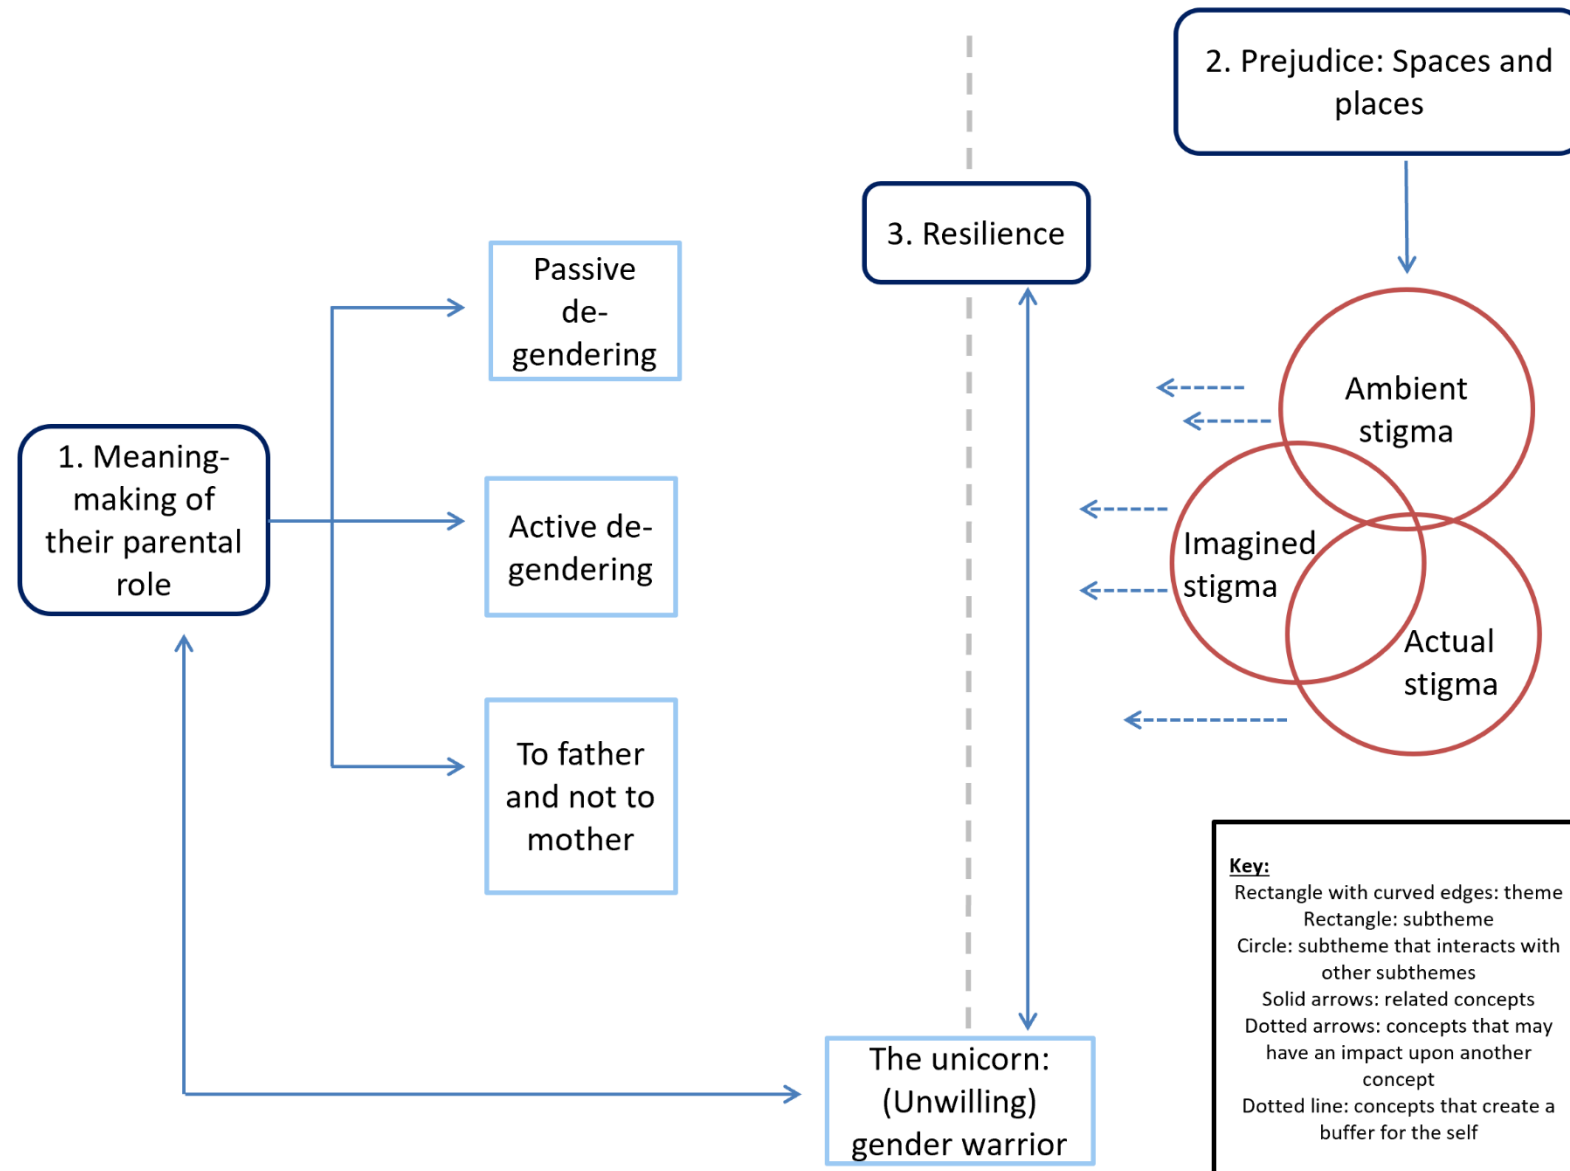 2. Prejudice: Spaces and
places
3. Resilience
Passive
de-
gendering
1. Meaning-
making of
their parental
role
Active de-
gendering
To father
and not to
mother
Ambient
stigma
Imagined
stigma
Actual
stigma
The unicorn:
(Unwilling)
gender warrior
Key:
Rectangle with curved edges: theme
Rectangle: subtheme
Circle: subtheme that interacts with
other subthemes
Solid arrows: related concepts
Dotted arrows: concepts that may
have an impact upon another
concept
Dotted line: concepts that create a
buffer for the self